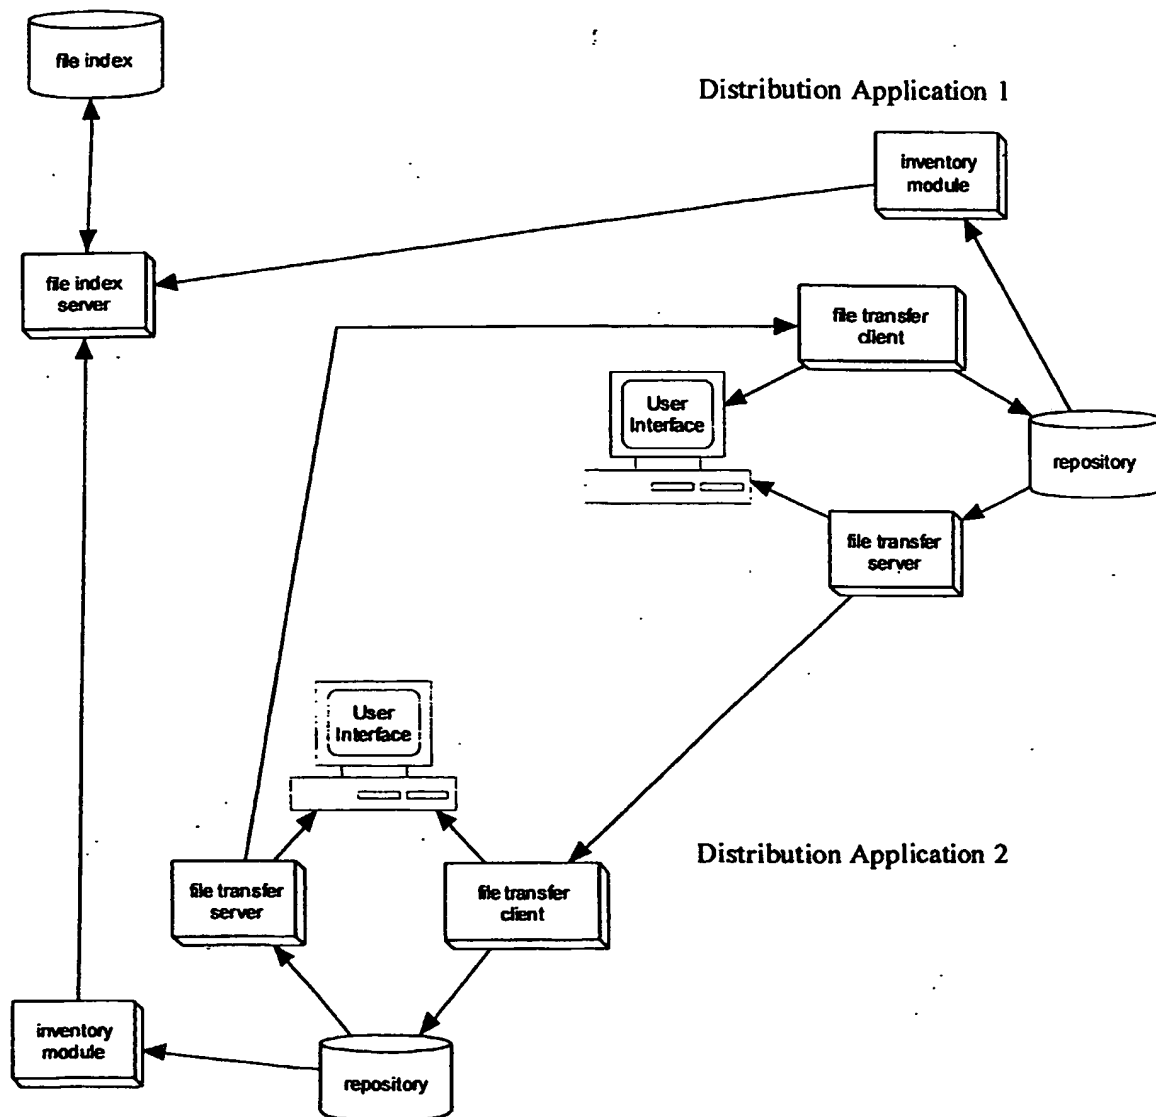 file index
Distribution Application 1
inventory
module
file index
server
file transfer
client
User
Interface
repository
file transfer
server
User
Interface
Distribution Application 2
file transfer
server
file transfer
client
inventory
module
repository